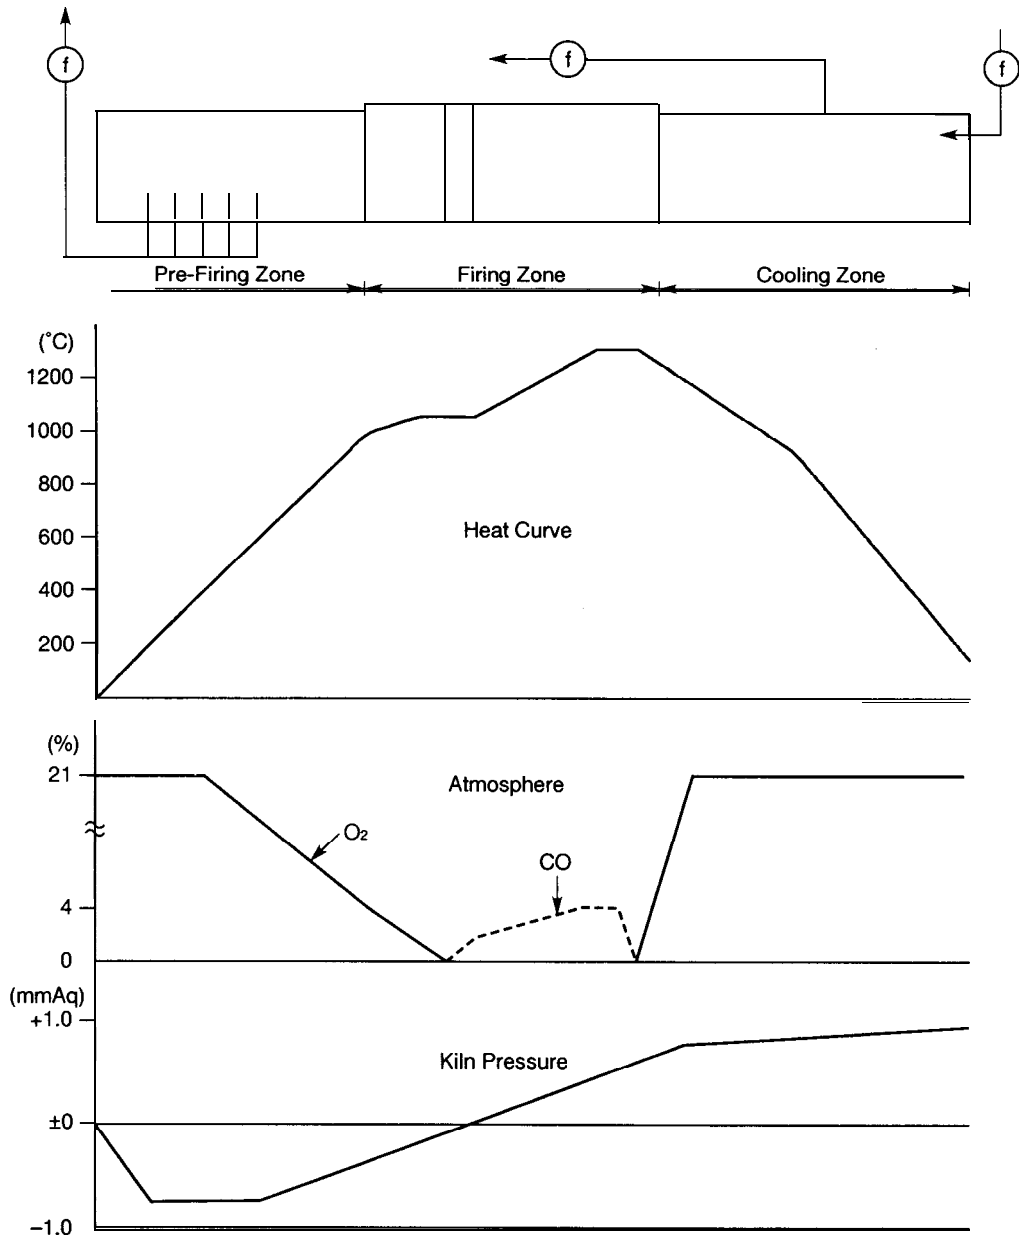 f
f
f
Pre-Firing Zone
Firing Zone
Cooling Zone
(°C)
1200
1000
800
600
400
200
Heat Curve
(%)
21
4
0
Atmosphere
O₂
CO
(mmAq)
+1.0
±0
−1.0
Kiln Pressure